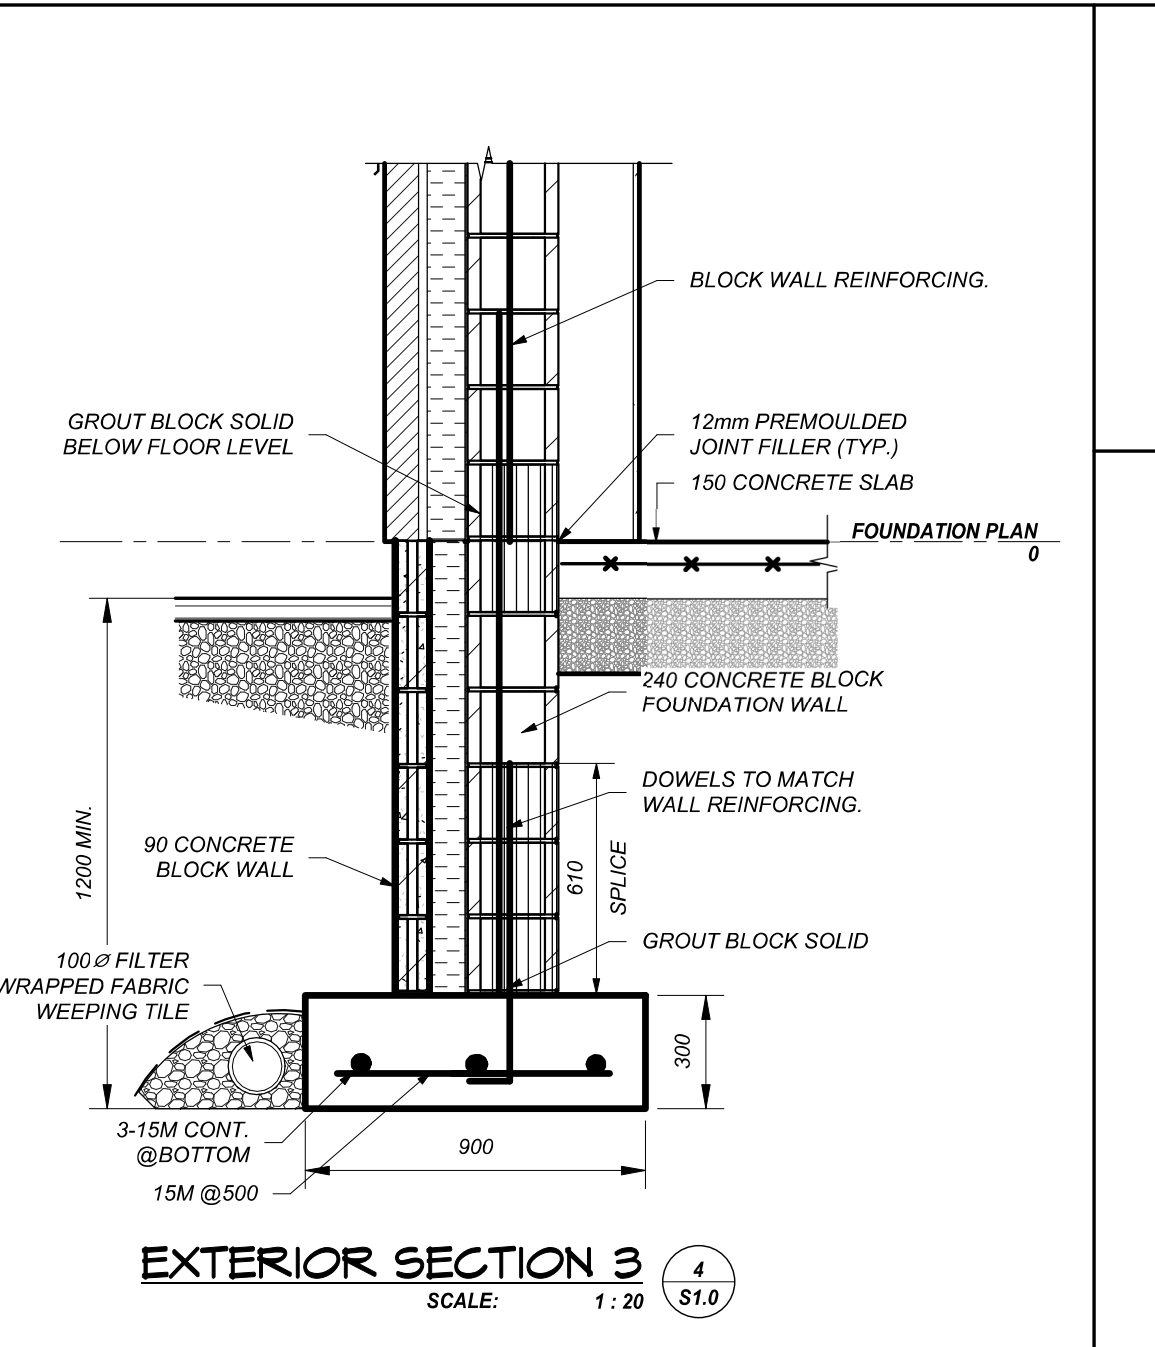 BLOCK WALL REINFORCING.
GROUT BLOCK SOLID
BELOW FLOOR LEVEL
12mm PREMOULDED
JOINT FILLER (TYP.)
150 CONCRETE SLAB
FOUNDATION PLAN
0
240 CONCRETE BLOCK
FOUNDATION WALL
DOWELS TO MATCH
WALL REINFORCING.
1200 MIN.
90 CONCRETE
BLOCK WALL
610
SPLICE
GROUT BLOCK SOLID
100⌀ FILTER
WRAPPED FABRIC
WEEPING TILE
300
3-15M CONT.
@BOTTOM
900
15M @500
EXTERIOR SECTION 3
SCALE: 1 : 20
4
S1.0